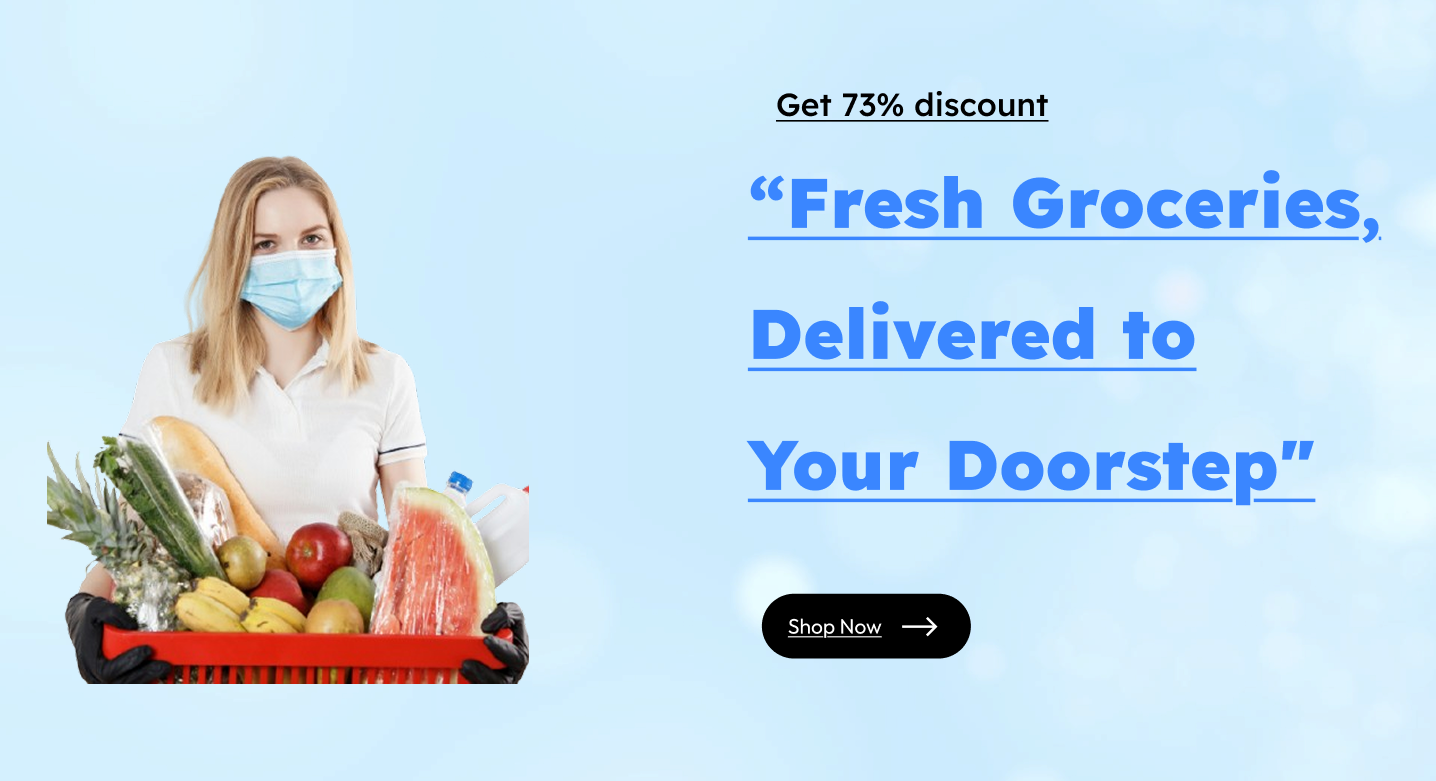 Get 73% discount
“Fresh Groceries,
Delivered to
Your Doorstep"
Shop Now